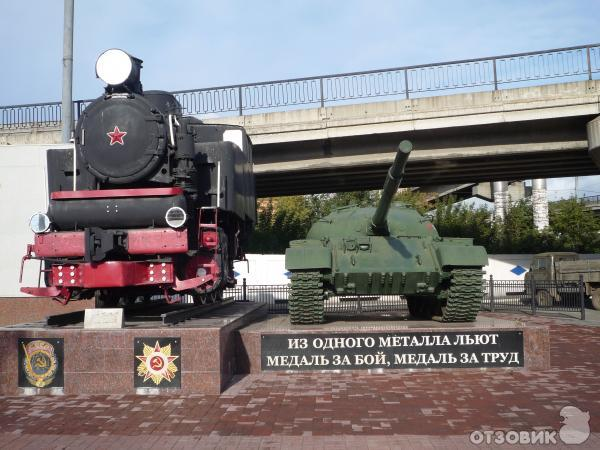 ИЗ ОДНОГО МЕТАЛЛА ЛЬЮТ
МЕДАЛЬ ЗА БОЙ, МЕДАЛЬ ЗА ТРУД
ОТЗОВИК